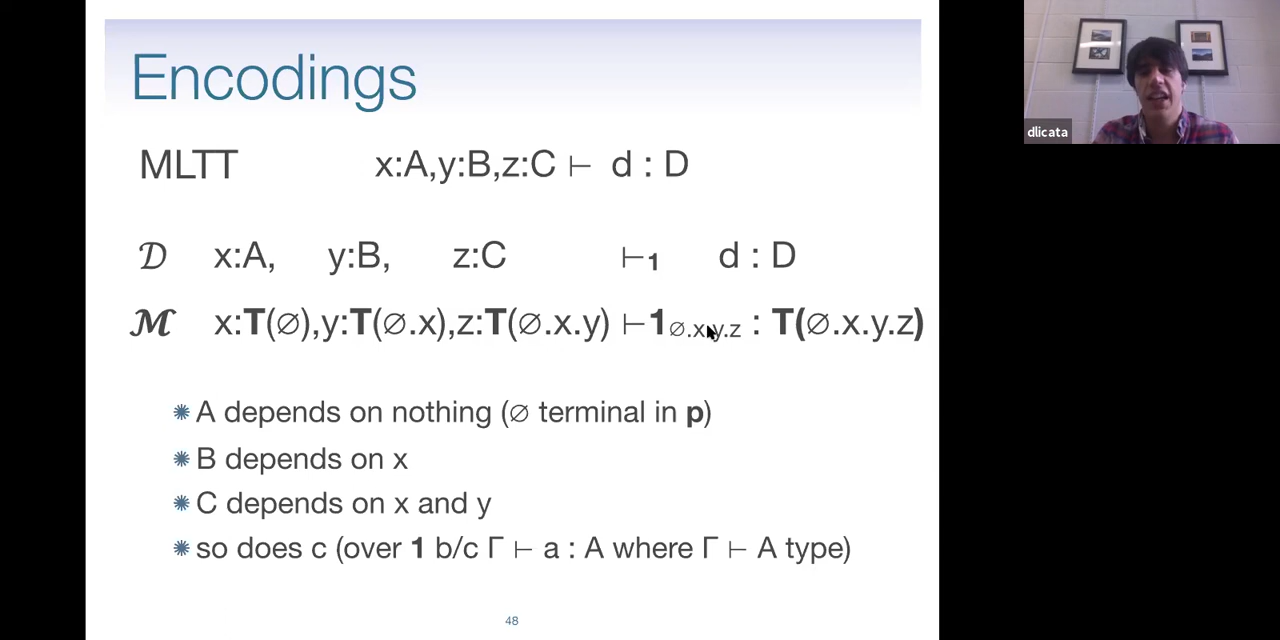 Encodings
dlicata
MLTT x:A,y:B,z:C ⊢ d : D
𝒟 x:A, y:B, z:C ⊢₁ d : D
ℳ x:T(∅),y:T(∅.x),z:T(∅.x.y) ⊢ 1∅.x.y.z : T(∅.x.y.z)
A depends on nothing (∅ terminal in p)
B depends on x
C depends on x and y
so does c (over 1 b/c Γ ⊢ a : A where Γ ⊢ A type)
48